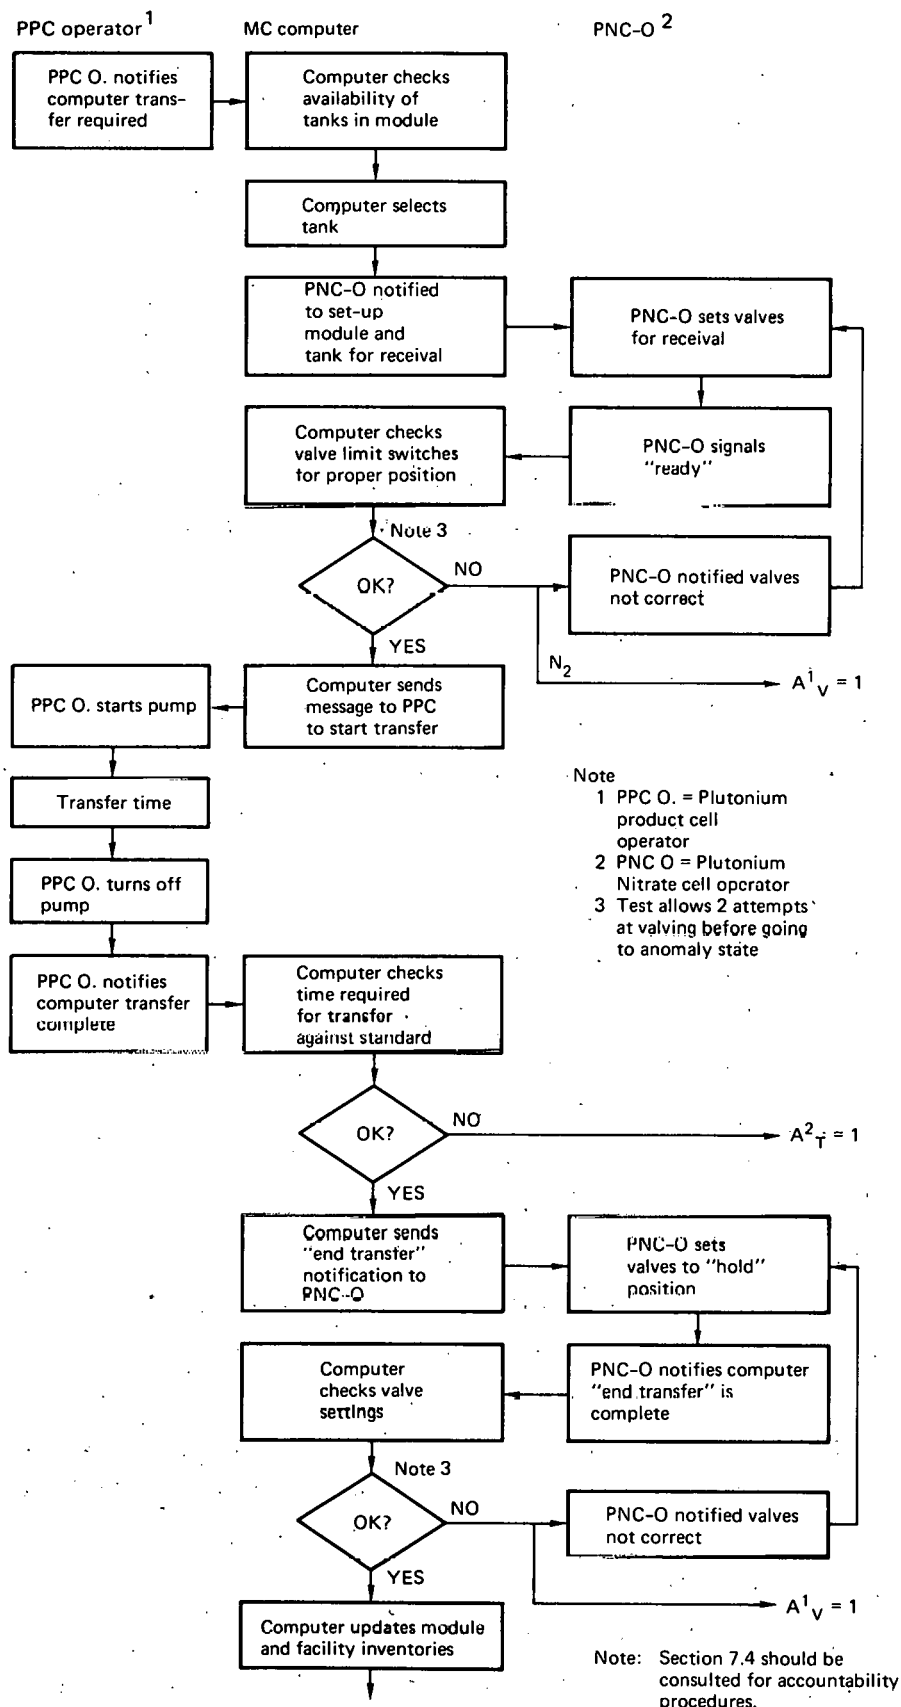 PPC operator 1
MC computer
PNC-O 2
PPC O. notifies
computer trans-
fer required
Computer checks
availability of
tanks in module
Computer selects
tank
PNC-O notified
to set-up
module and
tank for receival
PNC-O sets valves
for receival
Computer checks
valve limit switches
for proper position
PNC-O signals
"ready"
Note 3
OK?
NO
YES
PNC-O notified valves
not correct
N2
A1V = 1
PPC O. starts pump
Computer sends
message to PPC
to start transfer
Transfer time
PPC O. turns off
pump
Note
1 PPC O. = Plutonium
product cell
operator
2 PNC O = Plutonium
Nitrate cell operator
3 Test allows 2 attempts
at valving before going
to anomaly state
PPC O. notifies
computer transfer
complete
Computer checks
time required
for transfer
against standard
OK?
NO
A2T = 1
YES
Computer sends
"end transfer"
notification to
PNC-O
PNC-O sets
valves to "hold"
position
Computer
checks valve
settings
PNC-O notifies computer
"end transfer" is
complete
Note 3
OK?
NO
YES
PNC-O notified valves
not correct
A1V = 1
Computer updates module
and facility inventories
Note: Section 7.4 should be
consulted for accountability
procedures.